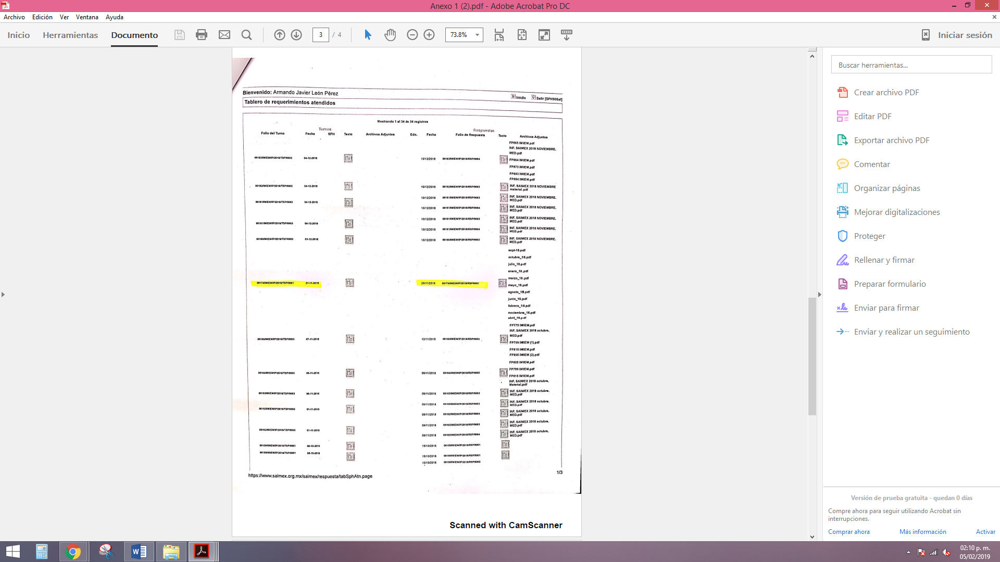 Anexo 1 (2).pdf - Adobe Acrobat Pro DC
Archivo Edición Ver Ventana Ayuda
Inicio Herramientas Documento 3 / 4 73.8% Iniciar sesión
Bienvenido: Armando Javier León Pérez
Inicio Salir [SPH906af]
Tablero de requerimientos atendidos
Mostrando 1 al 34 de 34 registros
Turnos Respuestas
Folio del Turno Fecha SPH Texto Archivos Adjuntos Edo. Fecha Folio de Respuesta Texto Archivos Adjuntos
FP865 IMIEM.pdf
INF. SAIMEX 2018 NOVIEMBRE.
MED.pdf
00183/IMIEM/IP/2018/TSP/0003 04-12-2018 10/12/2018 00183/IMIEM/IP/2018/RSP/0004 FP864 IMIEM.pdf
FP873 IMIEM.pdf
FP883 IMIEM.pdf
FP884 IMIEM.pdf
00182/IMIEM/IP/2018/TSP/0003 04-12-2018 10/12/2018 00182/IMIEM/IP/2018/RSP/0003 INF. SAIMEX 2018 NOVIEMBRE
material.pdf
00181/IMIEM/IP/2018/TSP/0003 04-12-2018 10/12/2018 00181/IMIEM/IP/2018/RSP/0003 INF. SAIMEX 2018 NOVIEMBRE.
MED.pdf
10/12/2018 00181/IMIEM/IP/2018/RSP/0004 INF. SAIMEX 2018 NOVIEMBRE.
MED.pdf
00181/IMIEM/IP/2018/TSP/0003 04-12-2018 10/12/2018 00181/IMIEM/IP/2018/RSP/0003 INF. SAIMEX 2018 NOVIEMBRE.
MED.pdf
10/12/2018 00181/IMIEM/IP/2018/RSP/0004 INF. SAIMEX 2018 NOVIEMBRE.
MED.pdf
00180/IMIEM/IP/2018/TSP/0003 03-12-2018 10/12/2018 00180/IMIEM/IP/2018/RSP/0003 INF. SAIMEX 2018 NOVIEMBRE.
MED.pdf
sept-18.pdf
octubre_18.pdf
julio_18.pdf
enero_18.pdf
marzo_18.pdf
00174/IMIEM/IP/2018/TSP/0001 21-11-2018 29/11/2018 00174/IMIEM/IP/2018/RSP/0001
mayo_18.pdf
agosto_18.pdf
junio_18.pdf
febrero_18.pdf
noviembre_18.pdf
abril_18.pdf
FP775 IMIEM.pdf
INF. SAIMEX 2018 octubre.
MED.pdf
00166/IMIEM/IP/2018/TSP/0003 07-11-2018 12/11/2018 00166/IMIEM/IP/2018/RSP/0003
FP799 IMIEM (1).pdf
FP815 IMIEM.pdf
FP805 IMIEM (2).pdf
FP805 IMIEM.pdf
FP799 IMIEM.pdf
00164/IMIEM/IP/2018/TSP/0003 06-11-2018 09/11/2018 00164/IMIEM/IP/2018/RSP/0005
FP815 IMIEM.pdf
INF. SAIMEX 2018 octubre.
Material.pdf
00163/IMIEM/IP/2018/TSP/0003 06-11-2018 09/11/2018 00163/IMIEM/IP/2018/RSP/0003 INF. SAIMEX 2018 octubre.
MED.pdf
00162/IMIEM/IP/2018/TSP/0003 01-11-2018 09/11/2018 00162/IMIEM/IP/2018/RSP/0003 INF. SAIMEX 2018 octubre.
MED.pdf
09/11/2018 00162/IMIEM/IP/2018/RSP/0004 INF. SAIMEX 2018 octubre.
MED.pdf
00162/IMIEM/IP/2018/TSP/0003 01-11-2018 09/11/2018 00162/IMIEM/IP/2018/RSP/0003 INF. SAIMEX 2018 octubre.
MED.pdf
09/11/2018 00162/IMIEM/IP/2018/RSP/0004 INF. SAIMEX 2018 octubre.
MED.pdf
00159/IMIEM/IP/2018/TSP/0001 08-10-2018 15/10/2018 00159/IMIEM/IP/2018/RSP/0001
00158/IMIEM/IP/2018/TSP/0001 08-10-2018 15/10/2018 00158/IMIEM/IP/2018/RSP/0001
15/10/2018 00158/IMIEM/IP/2018/RSP/0002
https://www.saimex.org.mx/saimex/respuesta/tabSphAtn.page 1/3
Scanned with CamScanner
Buscar herramientas...
Crear archivo PDF
Editar PDF
Exportar archivo PDF
Comentar
Organizar páginas
Mejorar digitalizaciones
Proteger
Rellenar y firmar
Preparar formulario
Enviar para firmar
Enviar y realizar un seguimiento
Versión de prueba gratuita - quedan 0 días
Compre ahora para seguir utilizando Acrobat sin
interrupciones.
Comprar ahora Más información Activar
02:10 p. m.
05/02/2019